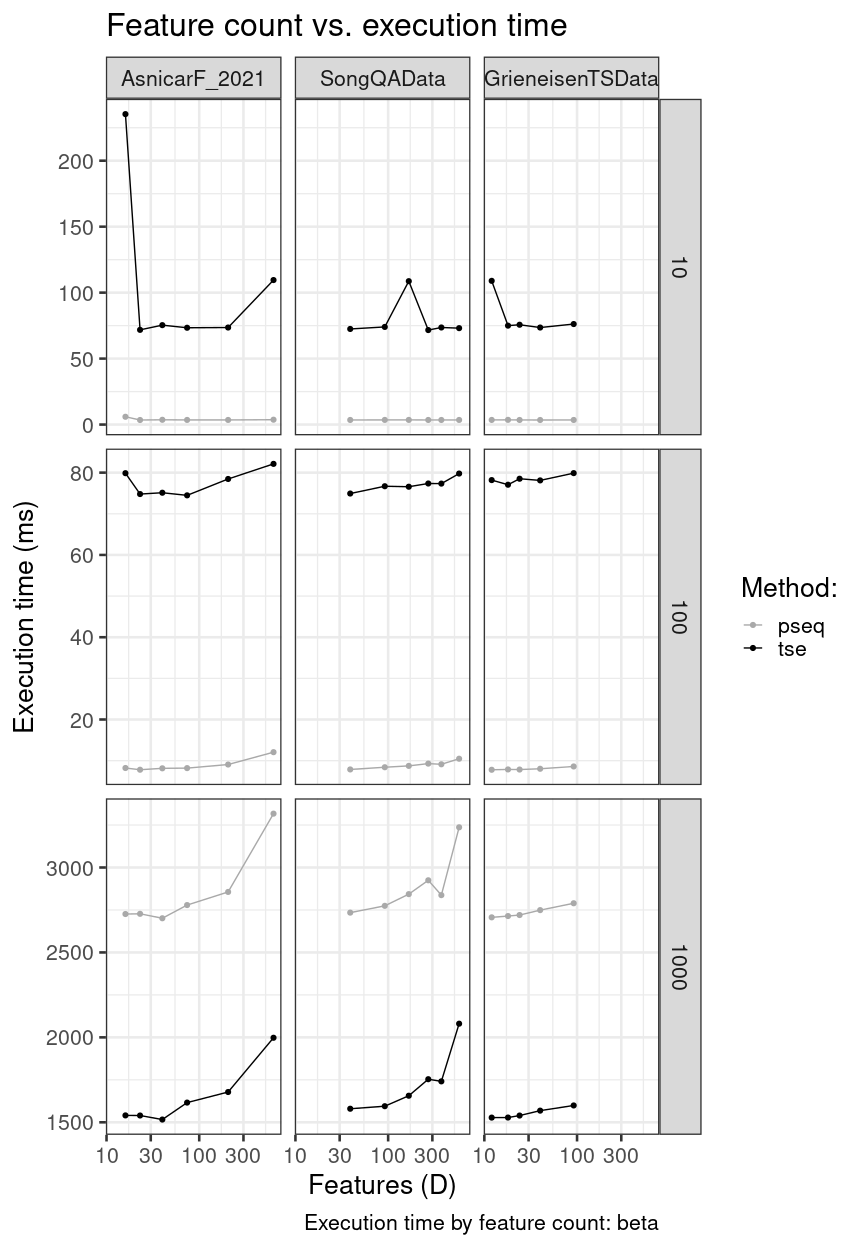 Feature count vs. execution time
AsnicarF_2021 SongQAData GrieneisenTSData
200
150
100
50
0
10
80
60
40
20
100
3000
2500
2000
1500
1000
Execution time (ms)
10 30 100 300 10 30 100 300 10 30 100 300
Features (D)
Execution time by feature count: beta
Method:
pseq
tse